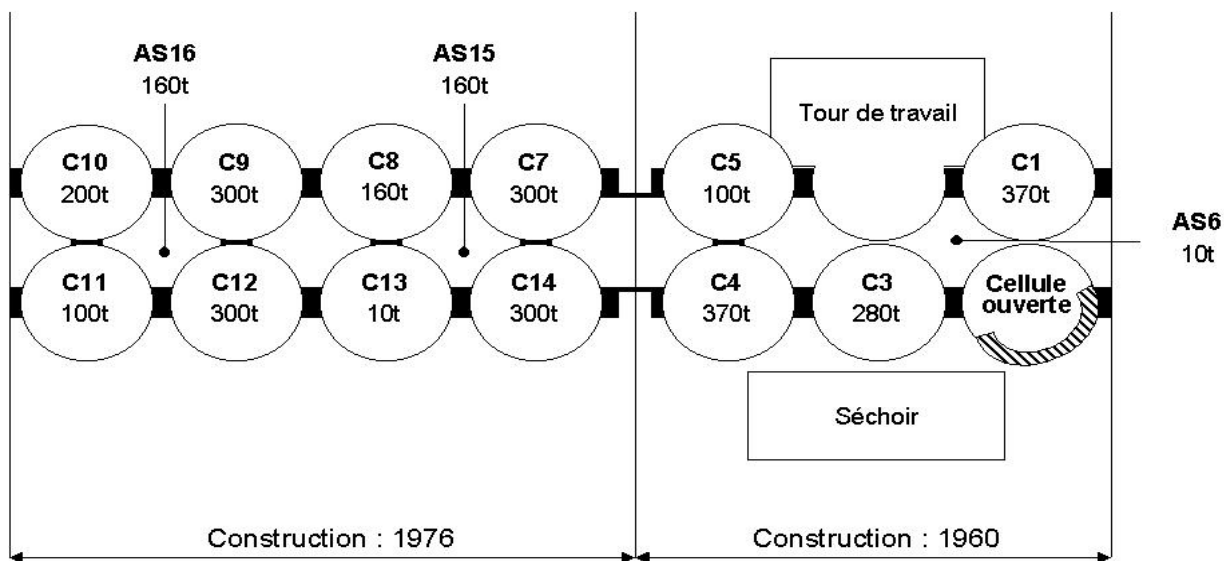 AS16
160t
AS15
160t
Tour de travail
C10
200t
C9
300t
C8
160t
C7
300t
C5
100t
C1
370t
AS6
10t
C11
100t
C12
300t
C13
10t
C14
300t
C4
370t
C3
280t
Cellule
ouverte
Séchoir
Construction : 1976
Construction : 1960